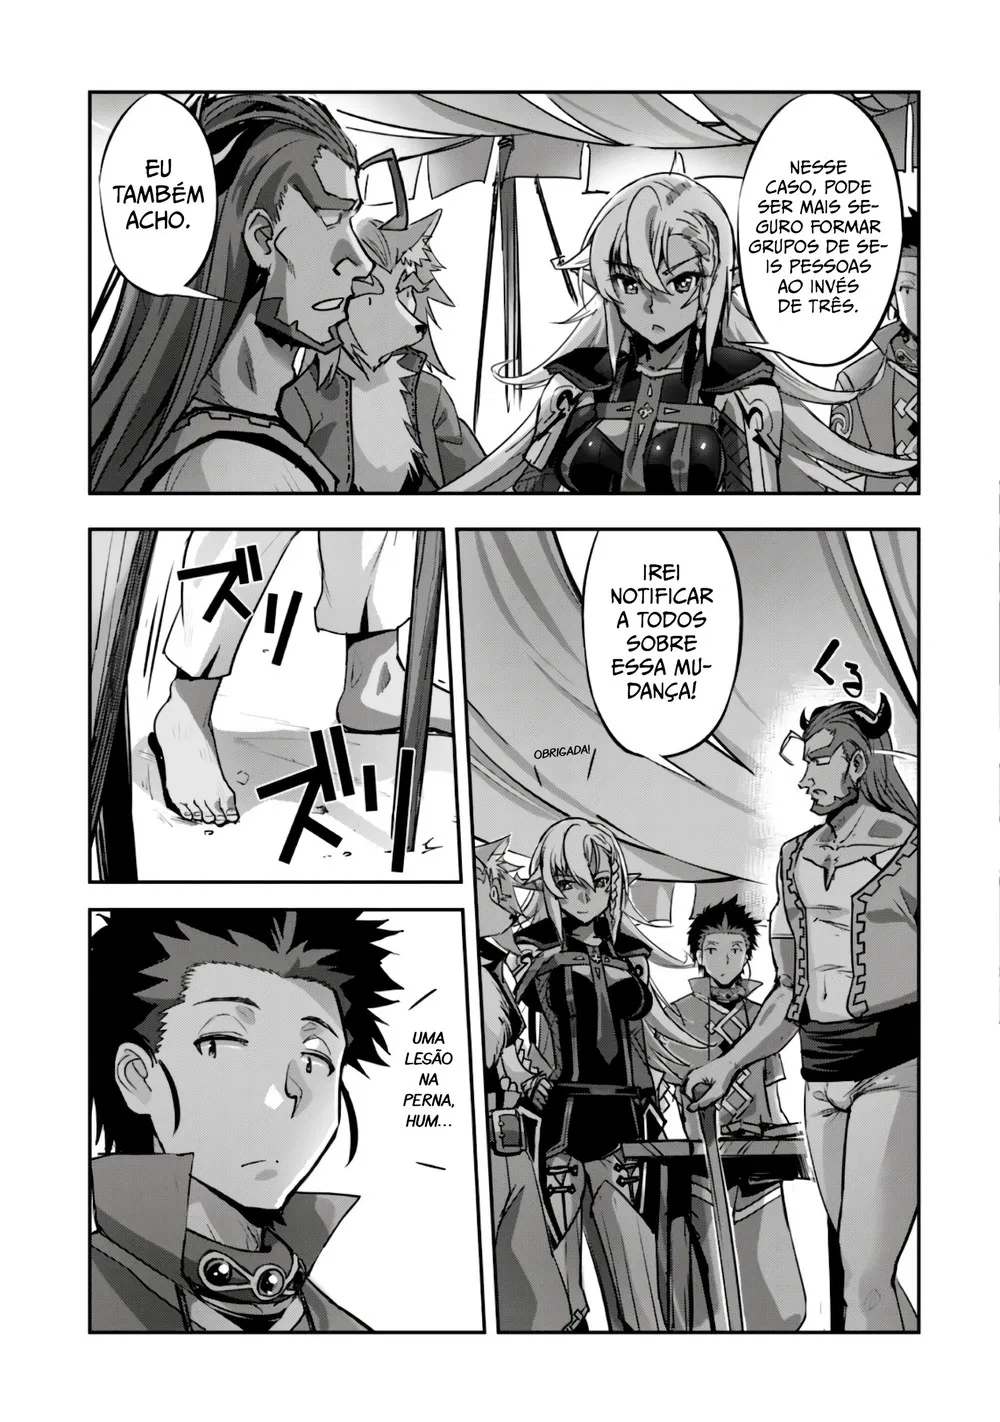 NESSE
CASO, PODE
SER MAIS SE-
GURO FORMAR
GRUPOS DE SE-
IS PESSOAS
AO INVÉS
DE TRÊS.
EU
TAMBÉM
ACHO.
IREI
NOTIFICAR
A TODOS
SOBRE
ESSA MU-
DANÇA!
OBRIGADA!
くるっ
ズリ
ズリ
UMA
LESÃO
NA
PERNA,
HUM...